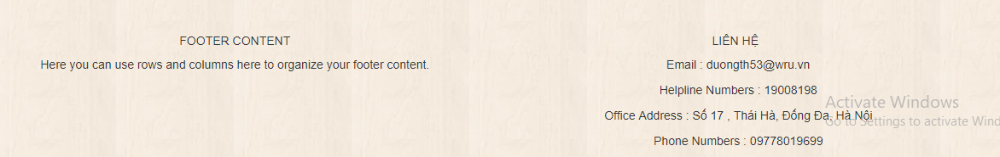 FOOTER CONTENT
Here you can use rows and columns here to organize your footer content.
LIÊN HỆ
Email : duongth53@wru.vn
Helpline Numbers : 19008198
Office Address : Số 17 , Thái Hà, Đống Đa, Hà Nội
Phone Numbers : 09778019699
Activate Windows
Go to Settings to activate Wind